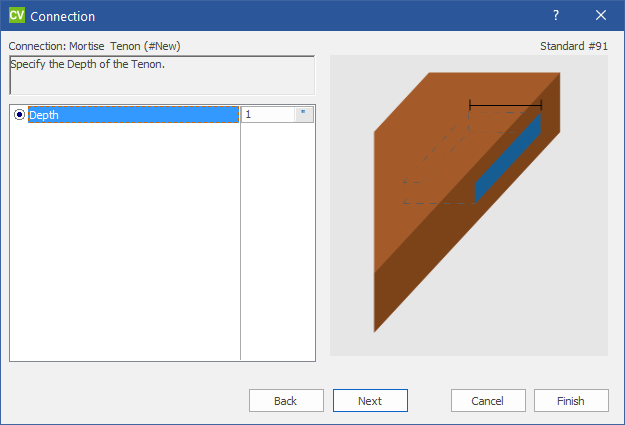 CV Connection ?
Connection: Mortise Tenon (#New) Standard #91
Specify the Depth of the Tenon.
Depth 1 "
Back Next Cancel Finish